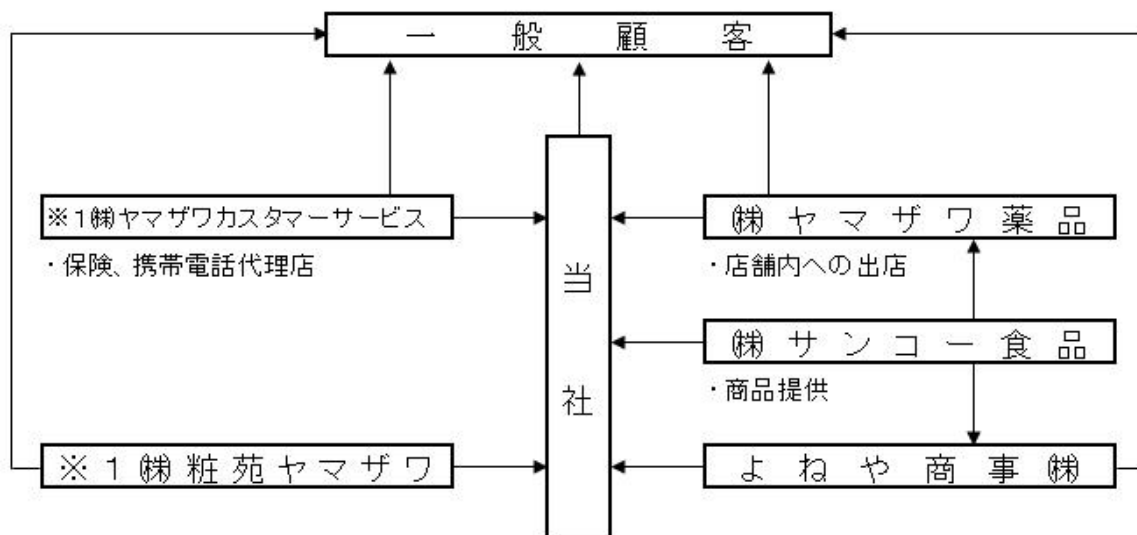 一般顧客
※1㈱ヤマザワカスタマーサービス
・保険、携帯電話代理店
※1㈱粧苑ヤマザワ
当社
㈱ヤマザワ薬品
・店舗内への出店
㈱サンコー食品
・商品提供
よねや商事㈱